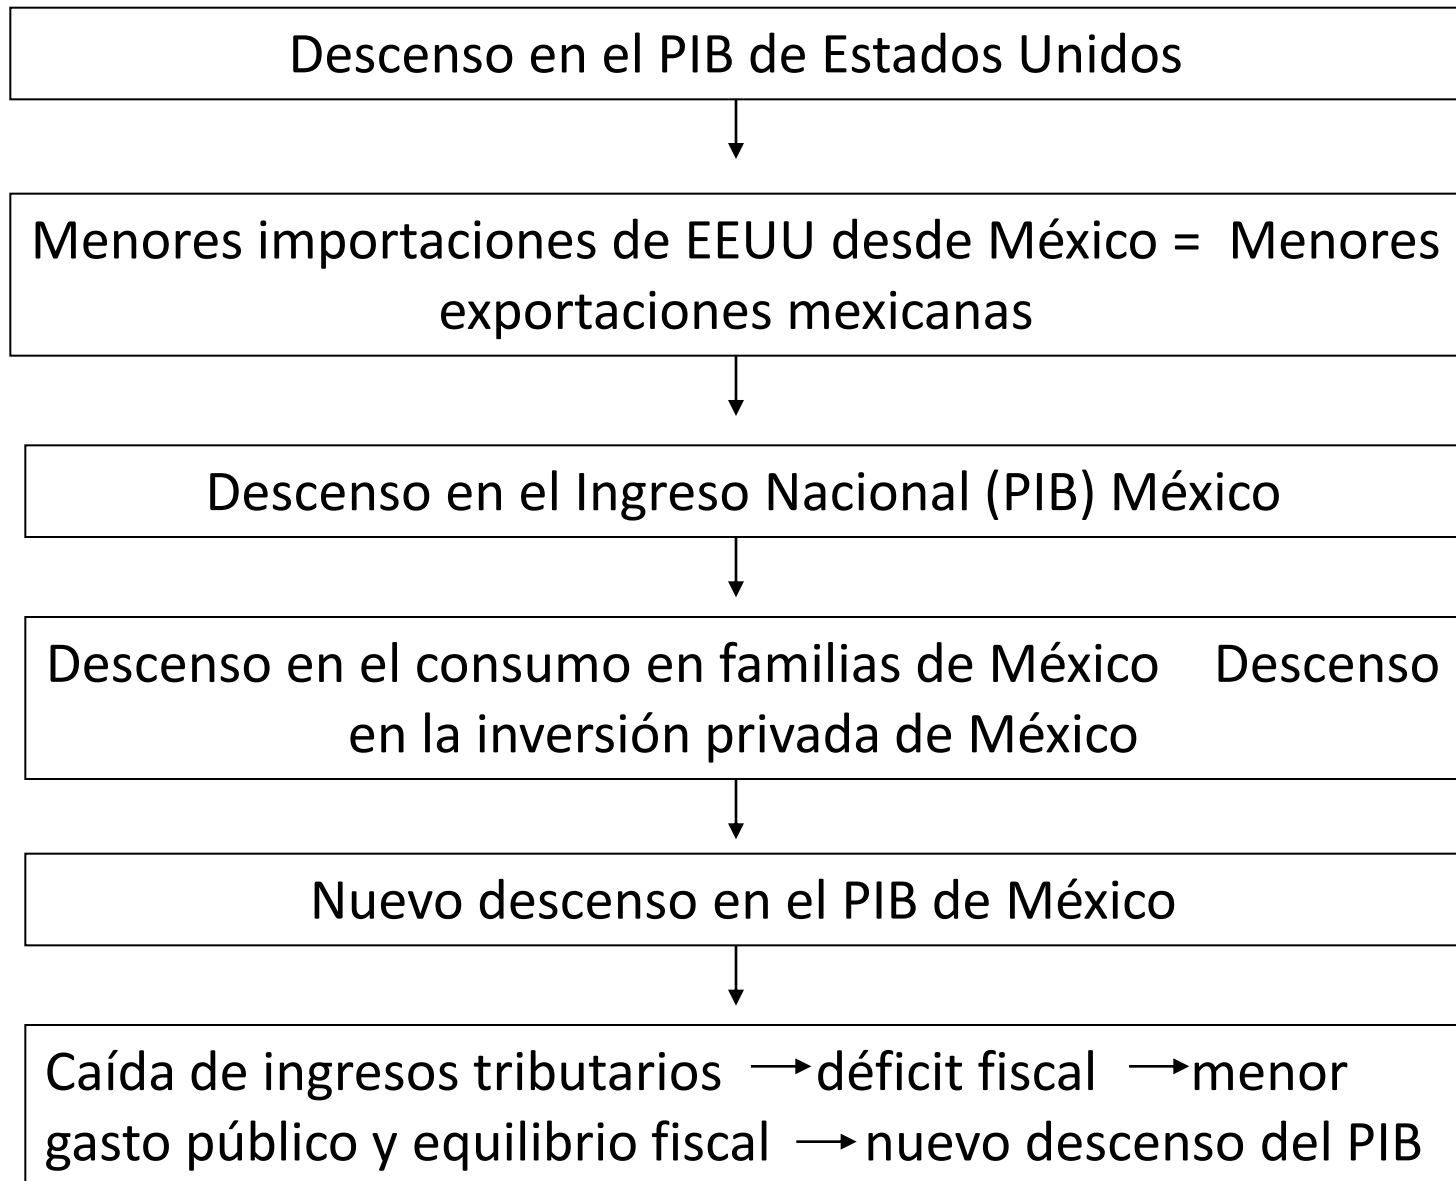 Descenso en el PIB de Estados Unidos
Menores importaciones de EEUU desde México =  Menores
exportaciones mexicanas
Descenso en el Ingreso Nacional (PIB) México
Descenso en el consumo en familias de México    Descenso
en la inversión privada de México
Nuevo descenso en el PIB de México
Caída de ingresos tributarios → déficit fiscal → menor
gasto público y equilibrio fiscal → nuevo descenso del PIB